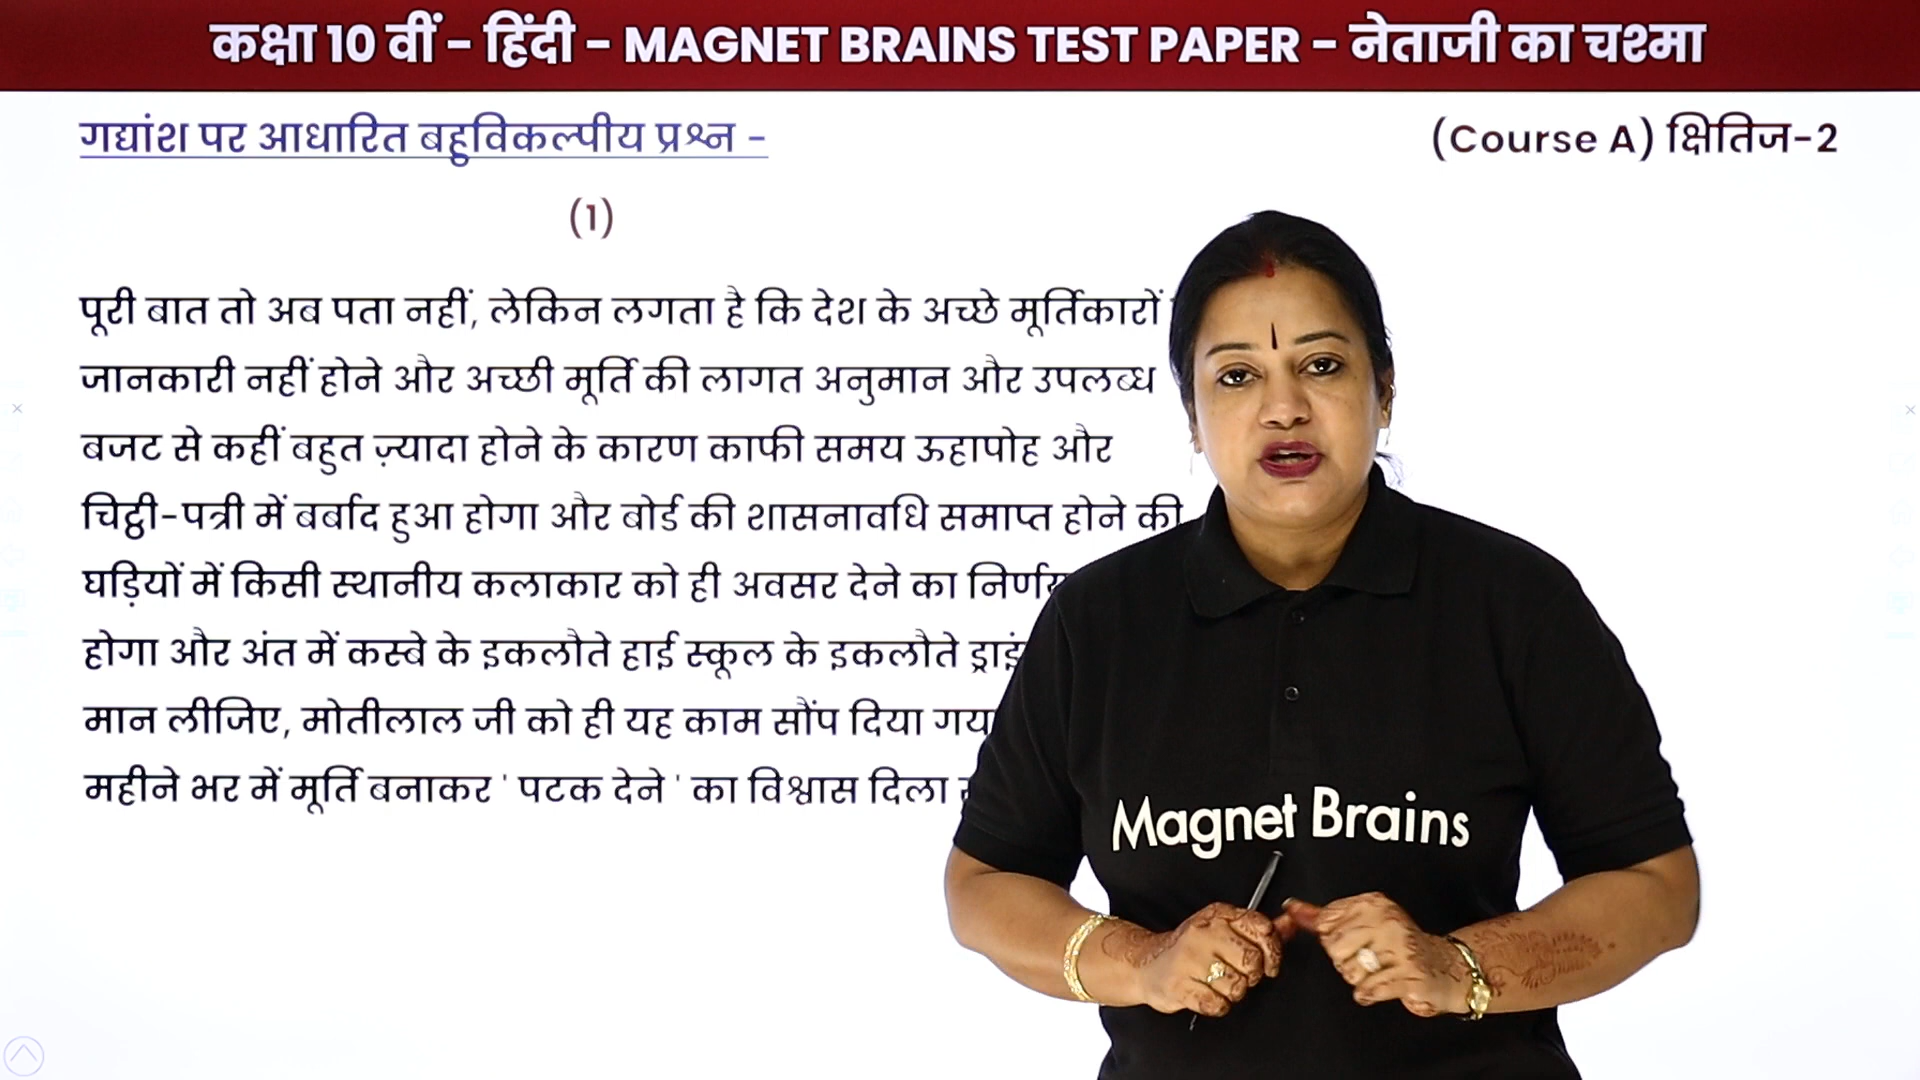 कक्षा 10 वीं - हिंदी - MAGNET BRAINS TEST PAPER - नेताजी का चश्मा
गद्यांश पर आधारित बहुविकल्पीय प्रश्न -
(Course A) क्षितिज-2
(1)
पूरी बात तो अब पता नहीं, लेकिन लगता है कि देश के अच्छे मूर्तिकारों
जानकारी नहीं होने और अच्छी मूर्ति की लागत अनुमान और उपलब्ध
बजट से कहीं बहुत ज़्यादा होने के कारण काफी समय ऊहापोह और
चिट्ठी-पत्री में बर्बाद हुआ होगा और बोर्ड की शासनावधि समाप्त होने की
घड़ियों में किसी स्थानीय कलाकार को ही अवसर देने का निर्णय
होगा और अंत में कस्बे के इकलौते हाई स्कूल के इकलौते
मान लीजिए, मोतीलाल जी को ही यह काम सौंप दिया
महीने भर में मूर्ति बनाकर ' पटक देने ' का विश्वास दिला
Magnet Brains